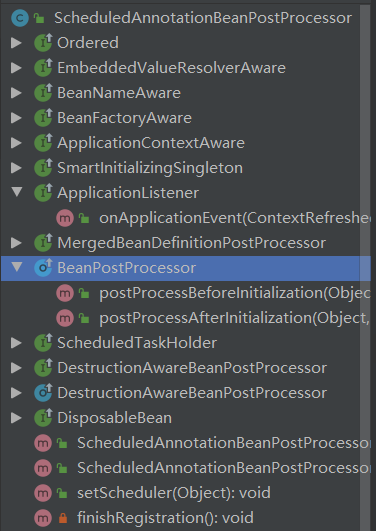 ScheduledAnnotationBeanPostProcessor
Ordered
EmbeddedValueResolverAware
BeanNameAware
BeanFactoryAware
ApplicationContextAware
SmartInitializingSingleton
ApplicationListener
onApplicationEvent(ContextRefreshe
MergedBeanDefinitionPostProcessor
BeanPostProcessor
postProcessBeforeInitialization(Objec
postProcessAfterInitialization(Object,
ScheduledTaskHolder
DestructionAwareBeanPostProcessor
DestructionAwareBeanPostProcessor
DisposableBean
ScheduledAnnotationBeanPostProcessor
ScheduledAnnotationBeanPostProcessor
setScheduler(Object): void
finishRegistration(): void